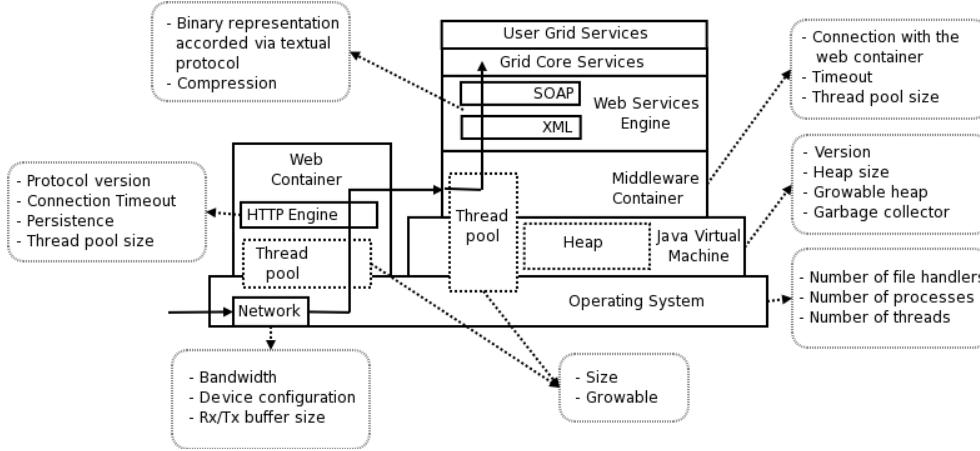 - Binary representation
accorded via textual
protocol
- Compression
User Grid Services
Grid Core Services
SOAP
XML
Web Services
Engine
- Connection with the
web container
- Timeout
- Thread pool size
Web
Container
HTTP Engine
Thread
pool
- Protocol version
- Connection Timeout
- Persistence
- Thread pool size
Middleware
Container
Thread
pool
Heap
Java Virtual
Machine
- Version
- Heap size
- Growable heap
- Garbage collector
Network
Operating System
- Number of file handlers
- Number of processes
- Number of threads
- Bandwidth
- Device configuration
- Rx/Tx buffer size
- Size
- Growable